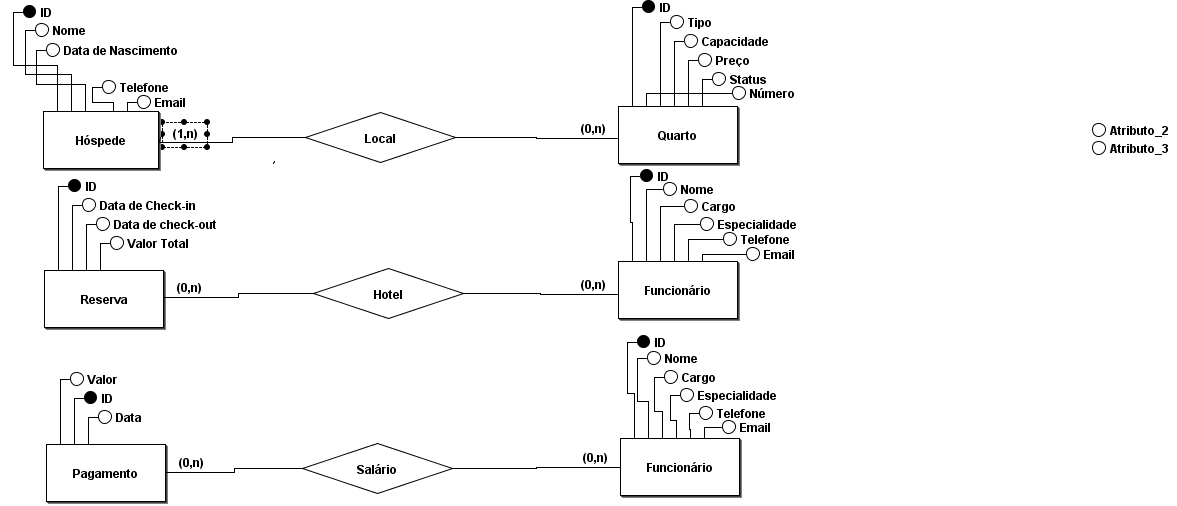 ID
Nome
Data de Nascimento
Telefone
Email
Hóspede
(1,n)
Local
(0,n)
ID
Tipo
Capacidade
Preço
Status
Número
Quarto
Atributo_2
Atributo_3
ID
Data de Check-in
Data de check-out
Valor Total
Reserva
(0,n)
Hotel
(0,n)
ID
Nome
Cargo
Especialidade
Telefone
Email
Funcionário
Valor
ID
Data
Pagamento
(0,n)
Salário
(0,n)
ID
Nome
Cargo
Especialidade
Telefone
Email
Funcionário